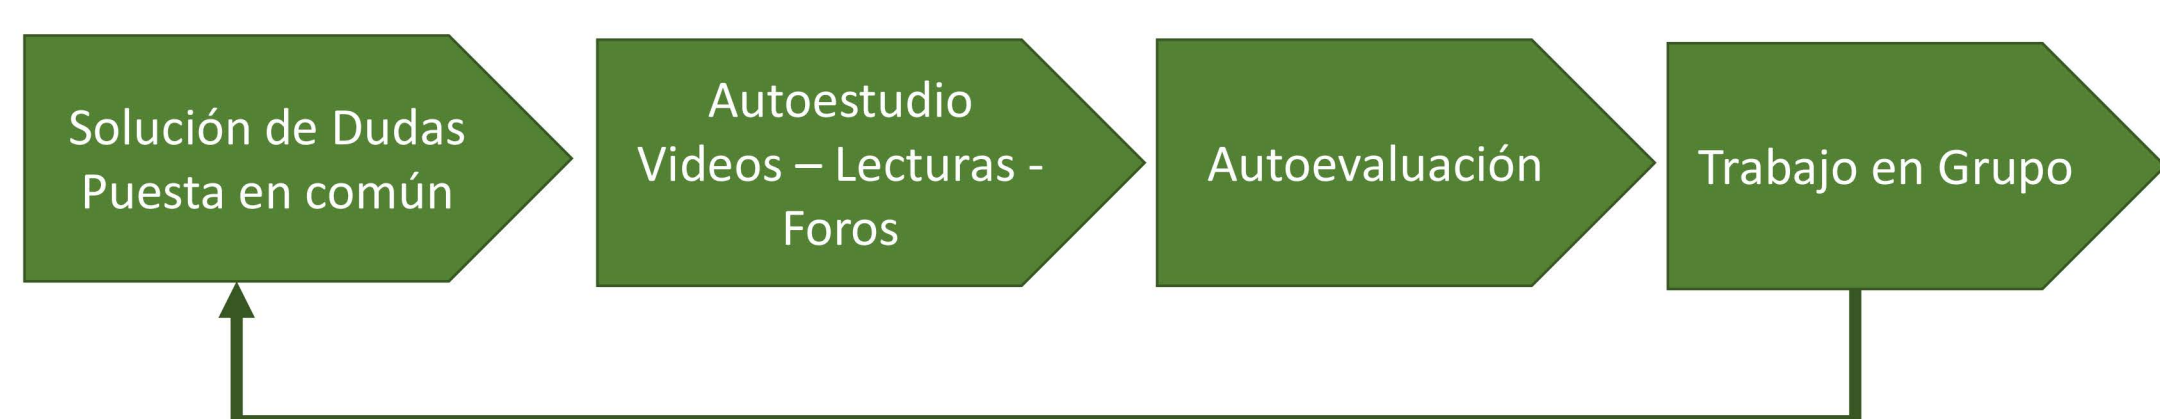 Solución de Dudas
Puesta en común
Autoestudio
Videos – Lecturas -
Foros
Autoevaluación
Trabajo en Grupo